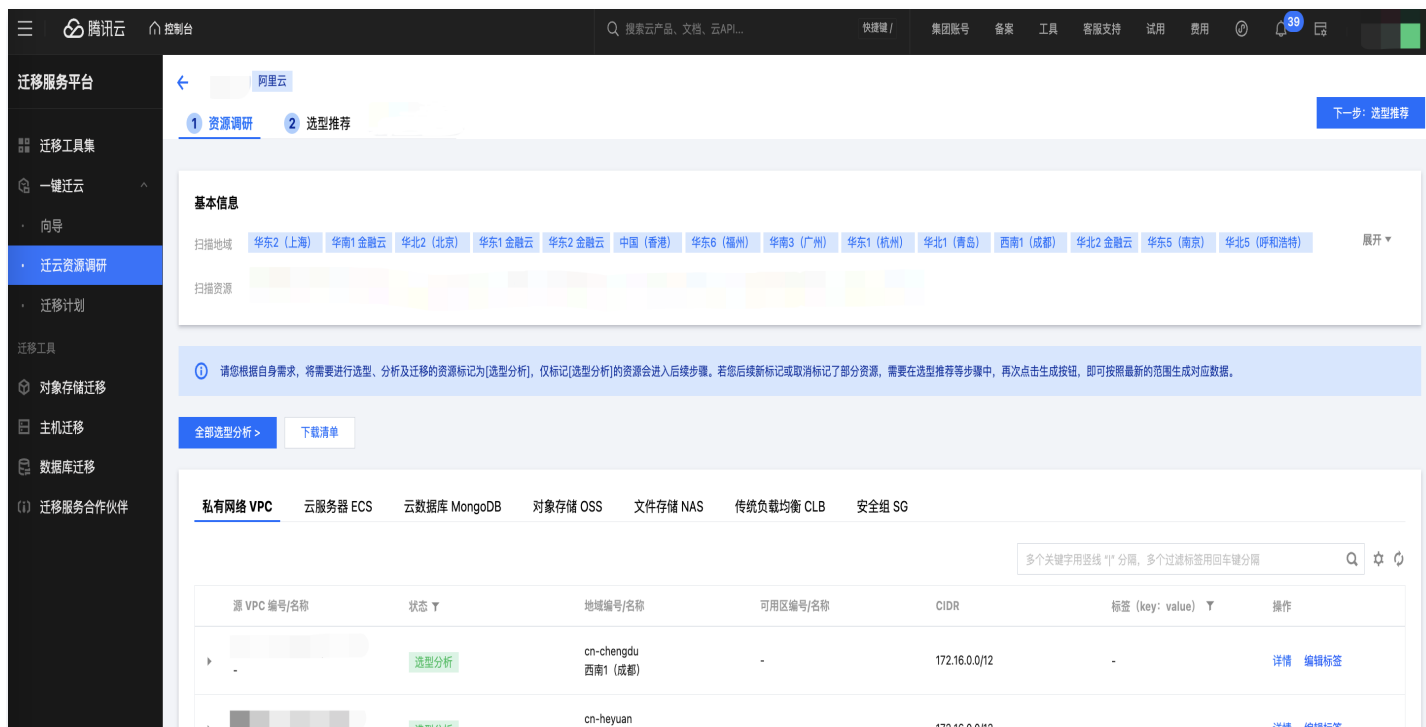 腾讯云 控制台 搜索云产品、文档、云API... 快捷键 / 集团账号 备案 工具 客服支持 试用 费用 39
迁移服务平台
迁移工具集
一键迁云
向导
迁云资源调研
迁移计划
迁移工具
对象存储迁移
主机迁移
数据库迁移
迁移服务合作伙伴
阿里云
1 资源调研 2 选型推荐
下一步：选型推荐
基本信息
扫描地域 华东2（上海） 华南1 金融云 华北2（北京） 华东1 金融云 华东2 金融云 中国（香港） 华东6（福州） 华南3（广州） 华东1（杭州） 华北1（青岛） 西南1（成都） 华北2 金融云 华东5（南京） 华北5（呼和浩特） 展开
扫描资源
请您根据自身需求，将需要进行选型、分析及迁移的资源标记为[选型分析]，仅标记[选型分析]的资源会进入后续步骤。若您后续新标记或取消标记了部分资源，需要在选型推荐等步骤中，再次点击生成按钮，即可按照最新的范围生成对应数据。
全部选型分析 > 下载清单
私有网络 VPC 云服务器 ECS 云数据库 MongoDB 对象存储 OSS 文件存储 NAS 传统负载均衡 CLB 安全组 SG
多个关键字用竖线 "|" 分隔，多个过滤标签用回车键分隔
源 VPC 编号/名称 状态 地域编号/名称 可用区编号/名称 CIDR 标签（key：value） 操作
cn-chengdu
选型分析 - 172.16.0.0/12 - 详情 编辑标签
- 西南1（成都）
cn-heyuan
选型分析 172.16.0.0/12 详情 编辑标签